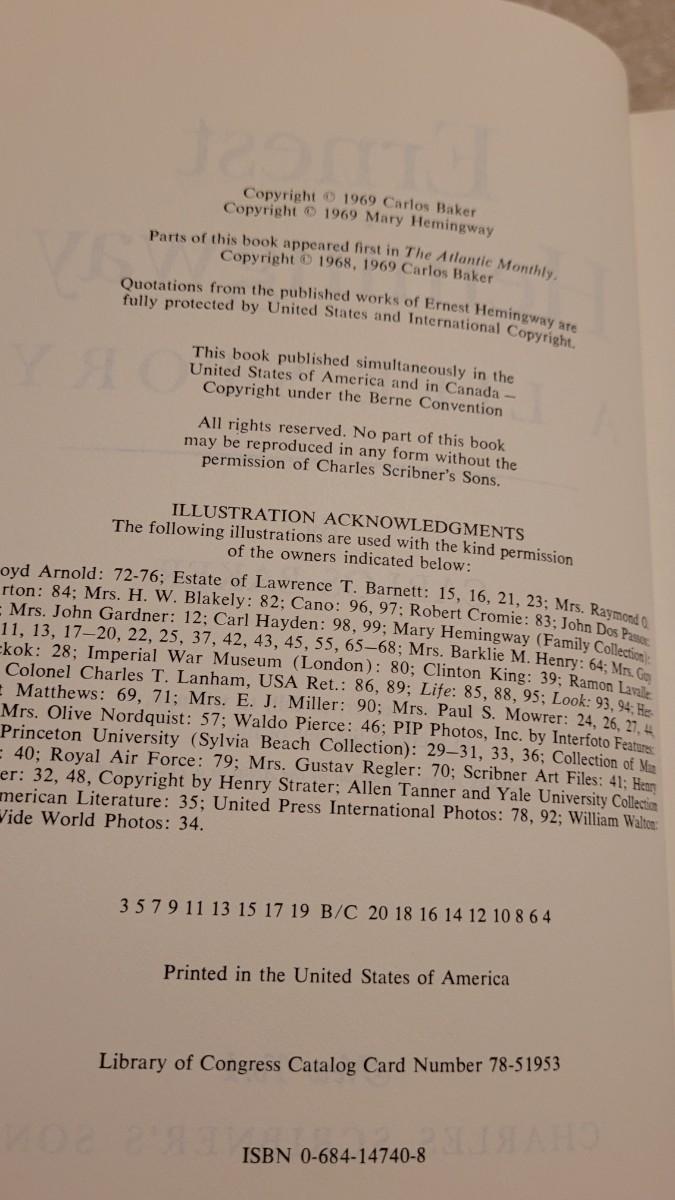 Copyright © 1969 Carlos Baker
Copyright © 1969 Mary Hemingway
Parts of this book appeared first in The Atlantic Monthly.
Copyright © 1968, 1969 Carlos Baker
Quotations from the published works of Ernest Hemingway are
fully protected by United States and International Copyright.
This book published simultaneously in the
United States of America and in Canada —
Copyright under the Berne Convention
All rights reserved. No part of this book
may be reproduced in any form without the
permission of Charles Scribner's Sons.
ILLUSTRATION ACKNOWLEDGMENTS
The following illustrations are used with the kind permission
of the owners indicated below:
oyd Arnold: 72-76; Estate of Lawrence T. Barnett: 15, 16, 21, 23; Mrs. Raymond O.
rton: 84; Mrs. H. W. Blakely: 82; Cano: 96, 97; Robert Cromie: 83; John Dos Passos:
; Mrs. John Gardner: 12; Carl Hayden: 98, 99; Mary Hemingway (Family Collection):
11, 13, 17–20, 22, 25, 37, 42, 43, 45, 55, 65–68; Mrs. Barklie M. Henry: 64; Mrs. Guy
ckok: 28; Imperial War Museum (London): 80; Clinton King: 39; Ramon Lavalle:
Colonel Charles T. Lanham, USA Ret.: 86, 89; Life: 85, 88, 95; Look: 93, 94; Her-
t Matthews: 69, 71; Mrs. E. J. Miller: 90; Mrs. Paul S. Mowrer: 24, 26, 27, 44,
Mrs. Olive Nordquist: 57; Waldo Pierce: 46; PIP Photos, Inc. by Interfoto Features:
Princeton University (Sylvia Beach Collection): 29–31, 33, 36; Collection of Man
: 40; Royal Air Force: 79; Mrs. Gustav Regler: 70; Scribner Art Files: 41; Henry
er: 32, 48, Copyright by Henry Strater; Allen Tanner and Yale University Collection
merican Literature: 35; United Press International Photos: 78, 92; William Walton:
Wide World Photos: 34.
3 5 7 9 11 13 15 17 19 B/C 20 18 16 14 12 10 8 6 4
Printed in the United States of America
Library of Congress Catalog Card Number 78-51953
ISBN 0-684-14740-8